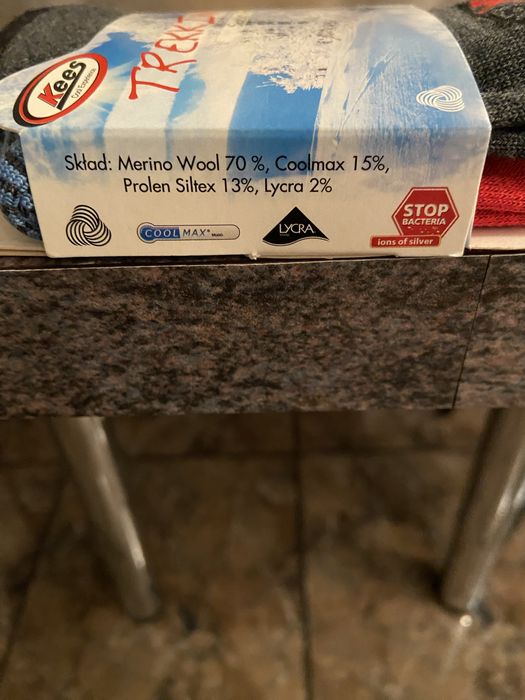 Kees
TREKK
Skład: Merino Wool 70 %, Coolmax 15%,
Prolen Siltex 13%, Lycra 2%
COOLMAX
LYCRA
STOP
BACTERIA
ions of silver